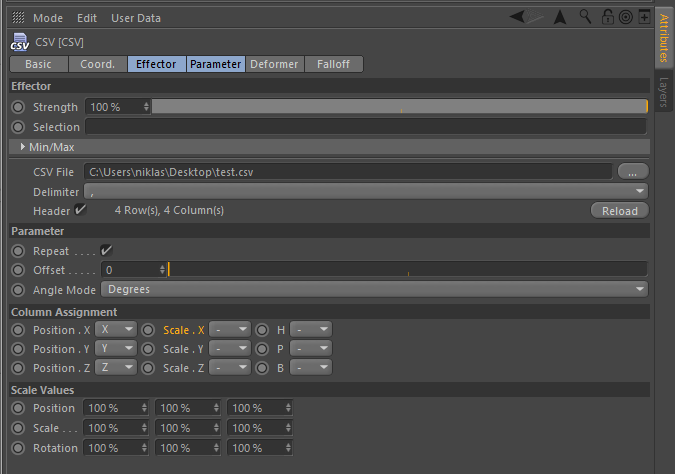 Mode Edit User Data
Attributes
Layers
CSV CSV [CSV]
Basic Coord. Effector Parameter Deformer Falloff
Effector
Strength 100 %
Selection
Min/Max
CSV File C:\Users\niklas\Desktop\test.csv ...
Delimiter ,
Header 4 Row(s), 4 Column(s) Reload
Parameter
Repeat . . . .
Offset . . . . . 0
Angle Mode Degrees
Column Assignment
Position . X X Scale . X - H -
Position . Y Y Scale . Y - P -
Position . Z Z Scale . Z - B -
Scale Values
Position 100 % 100 % 100 %
Scale . . . 100 % 100 % 100 %
Rotation 100 % 100 % 100 %